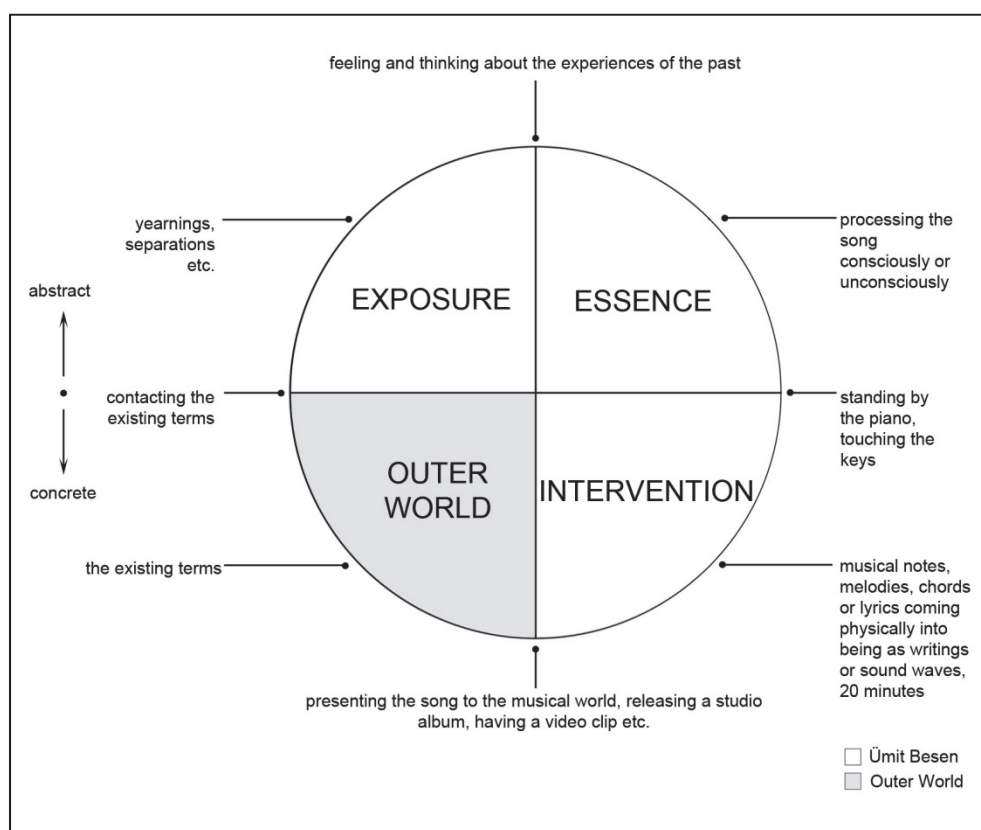 feeling and thinking about the experiences of the past
yearnings,
separations
etc.
processing the
song
consciously or
unconsciously
abstract
EXPOSURE
ESSENCE
contacting the
existing terms
standing by
the piano,
touching the
keys
concrete
OUTER
WORLD
INTERVENTION
the existing terms
musical notes,
melodies, chords
or lyrics coming
physically into
being as writings
or sound waves,
20 minutes
presenting the song to the musical world, releasing a studio
album, having a video clip etc.
Ümit Besen
Outer World